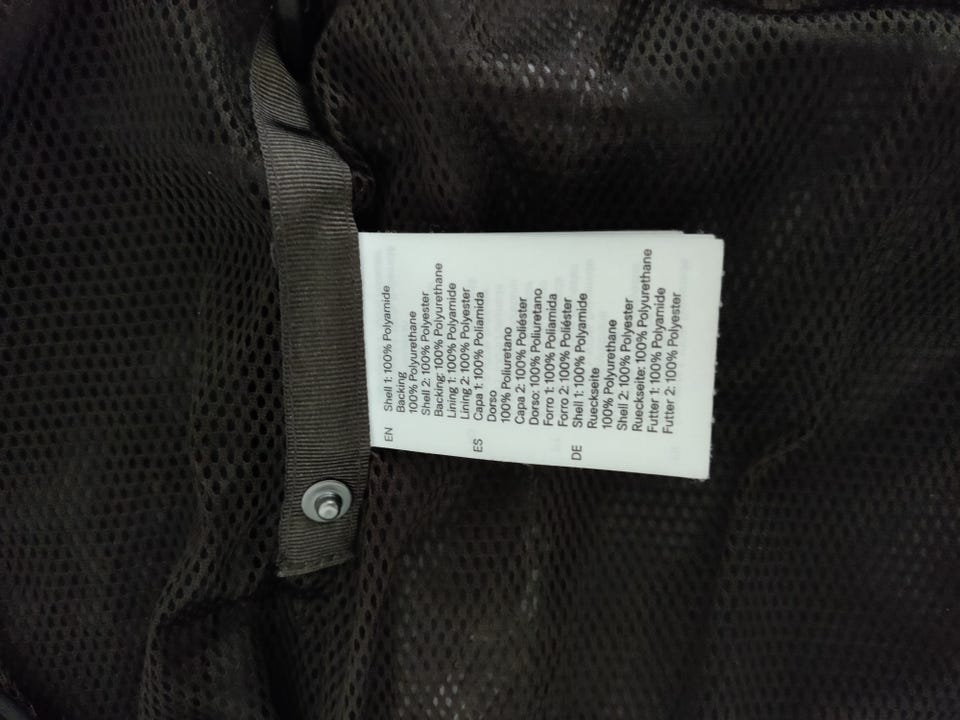 EN Shell 1: 100% Polyamide
Backing
100% Polyurethane
Shell 2: 100% Polyester
Backing: 100% Polyurethane
Lining 1: 100% Polyamide
Lining 2: 100% Polyester
ES Capa 1: 100% Poliamida
Dorso
100% Poliuretano
Capa 2: 100% Poliéster
Dorso: 100% Poliuretano
Forro 1: 100% Poliamida
Forro 2: 100% Poliéster
DE Shell 1: 100% Polyamide
Rueckseite
100% Polyurethane
Shell 2: 100% Polyester
Rueckseite: 100% Polyurethane
Futter 1: 100% Polyamide
Futter 2: 100% Polyester